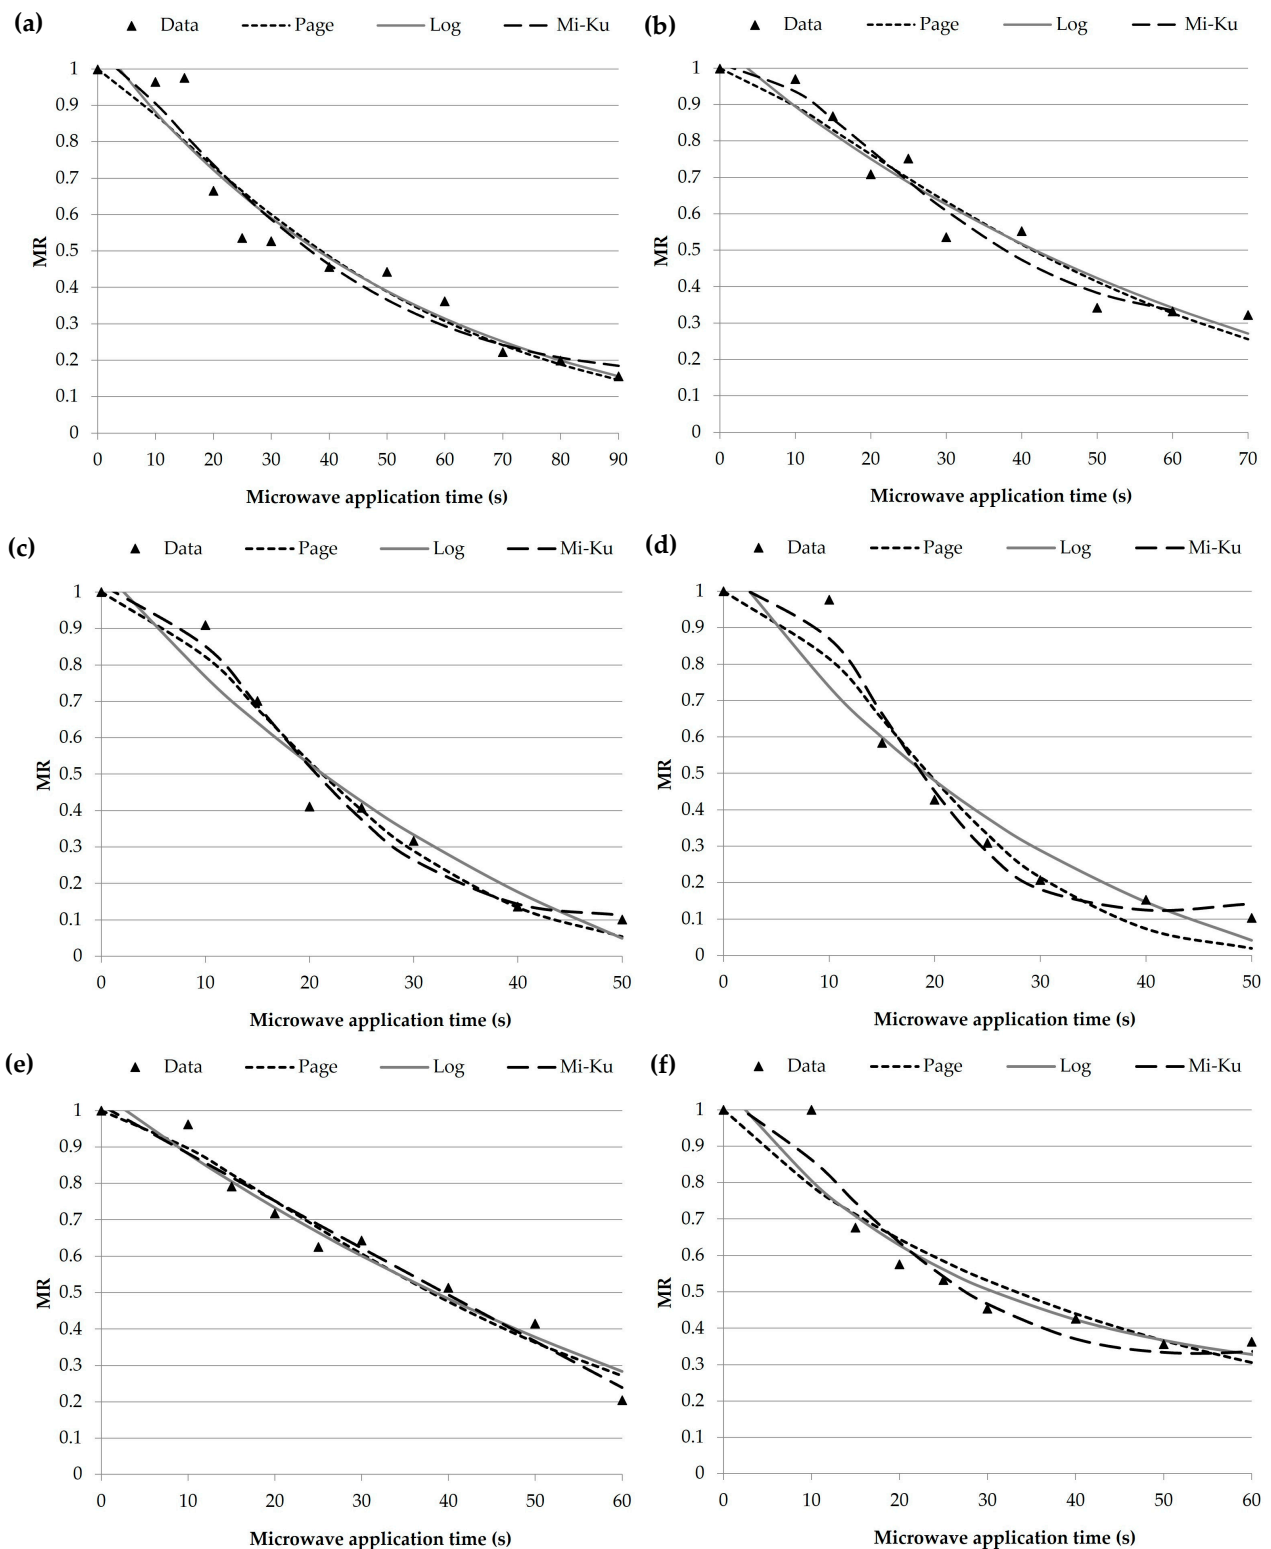 (a) Data Page Log Mi-Ku
1
0.9
0.8
0.7
0.6
0.5
0.4
0.3
0.2
0.1
0
MR
0 10 20 30 40 50 60 70 80 90
Microwave application time (s)
(b) Data Page Log Mi-Ku
1
0.9
0.8
0.7
0.6
0.5
0.4
0.3
0.2
0.1
0
MR
0 10 20 30 40 50 60 70
Microwave application time (s)
(c) Data Page Log Mi-Ku
1
0.9
0.8
0.7
0.6
0.5
0.4
0.3
0.2
0.1
0
MR
0 10 20 30 40 50
Microwave application time (s)
(d) Data Page Log Mi-Ku
1
0.9
0.8
0.7
0.6
0.5
0.4
0.3
0.2
0.1
0
MR
0 10 20 30 40 50
Microwave application time (s)
(e) Data Page Log Mi-Ku
1
0.9
0.8
0.7
0.6
0.5
0.4
0.3
0.2
0.1
0
MR
0 10 20 30 40 50 60
Microwave application time (s)
(f) Data Page Log Mi-Ku
1
0.9
0.8
0.7
0.6
0.5
0.4
0.3
0.2
0.1
0
MR
0 10 20 30 40 50 60
Microwave application time (s)